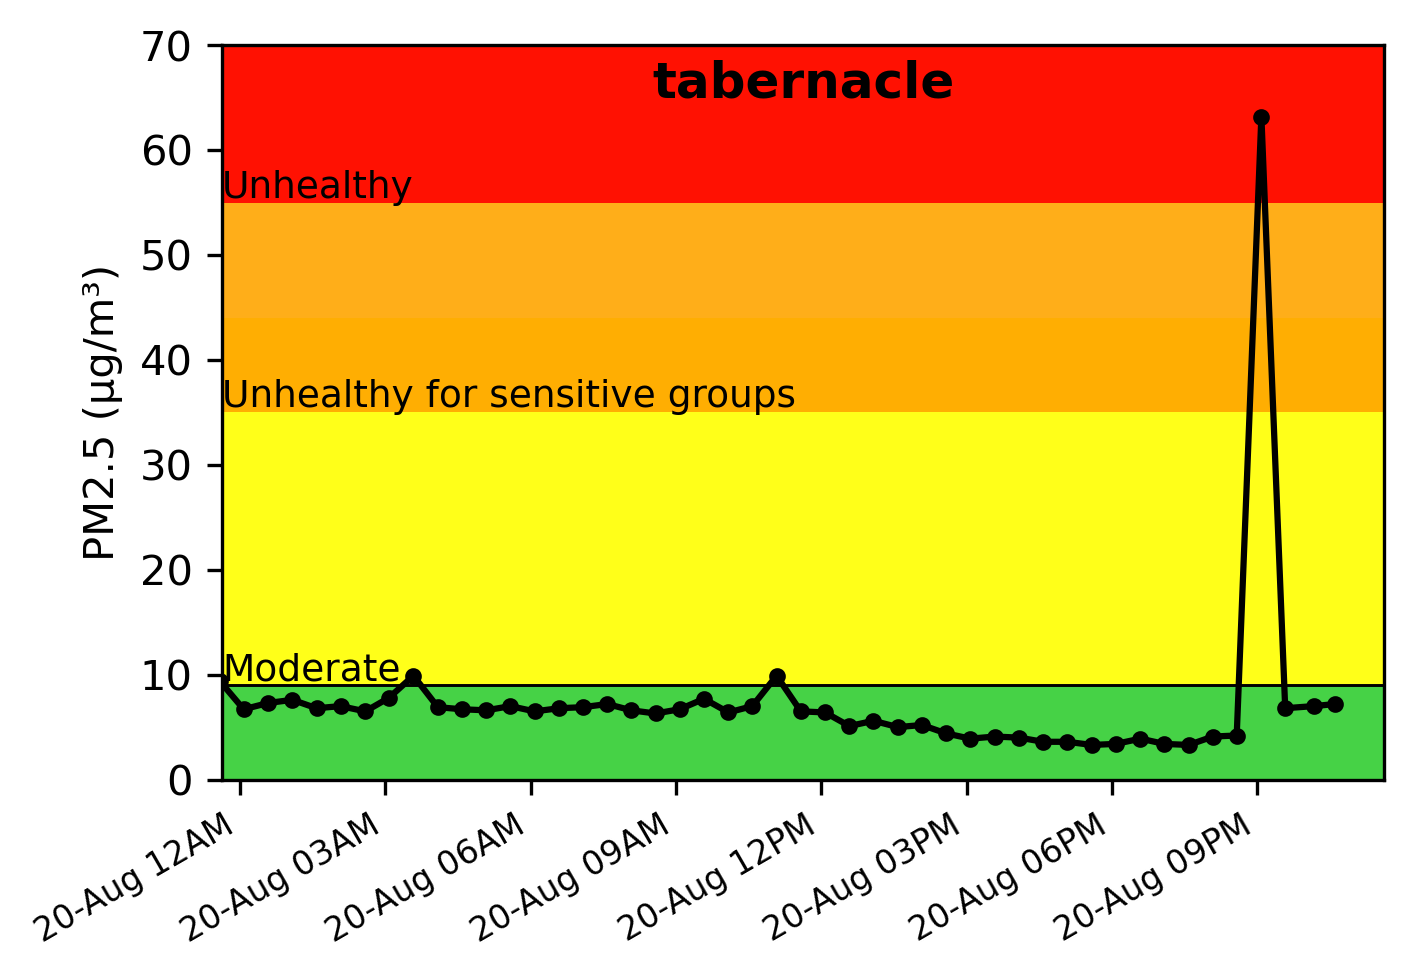 tabernacle
70
60
50
40
30
20
10
0
PM2.5 (µg/m³)
Unhealthy
Unhealthy for sensitive groups
Moderate
20-Aug 12AM
20-Aug 03AM
20-Aug 06AM
20-Aug 09AM
20-Aug 12PM
20-Aug 03PM
20-Aug 06PM
20-Aug 09PM